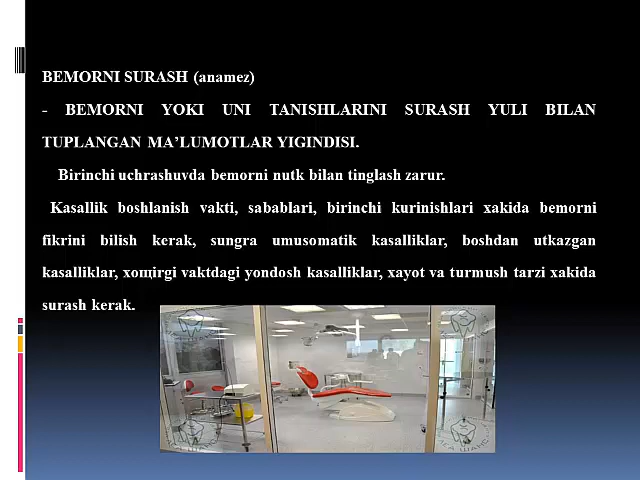 BEMORNI SURASH (anamez)
- BEMORNI YOKI UNI TANISHLARINI SURASH YULI BILAN
TUPLANGAN MA’LUMOTLAR YIGINDISI.
Birinchi uchrashuvda bemorni nutk bilan tinglash zarur.
Kasallik boshlanish vakti, sabablari, birinchi kurinishlari xakida bemorni
fikrini bilish kerak, sungra umusomatik kasalliklar, boshdan utkazgan
kasalliklar, xoщirgi vaktdagi yondosh kasalliklar, xayot va turmush tarzi xakida
surash kerak.